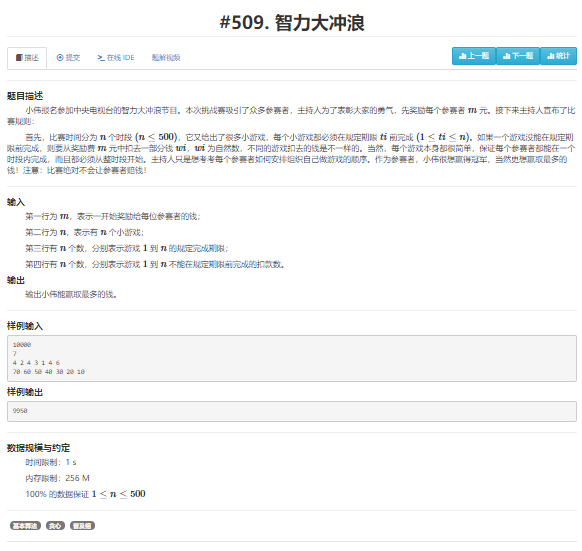 #509. 智力大冲浪
描述 提交 在线 IDE 题解视频 上一题 下一题 统计
题目描述
小伟报名参加中央电视台的智力大冲浪节目。本次挑战赛吸引了众多参赛者，主持人为了表彰大家的勇气，先奖励每个参赛者 m 元。接下来主持人宣布了比
赛规则：
首先，比赛时间分为 n 个时段 (n ≤ 500)，它又给出了很多小游戏，每个小游戏都必须在规定期限 ti 前完成 (1 ≤ ti ≤ n)。如果一个游戏没能在规定期
限前完成，则要从奖励费 m 元中扣去一部分钱 wi，wi 为自然数，不同的游戏扣去的钱是不一样的。当然，每个游戏本身都很简单，保证每个参赛者都能在一个
时段内完成，而且都必须从整时段开始。主持人只是想考考每个参赛者如何安排组织自己做游戏的顺序。作为参赛者，小伟很想赢得冠军，当然更想赢取最多的
钱！注意：比赛绝对不会让参赛者赔钱！
输入
第一行为 m，表示一开始奖励给每位参赛者的钱；
第二行为 n，表示有 n 个小游戏；
第三行有 n 个数，分别表示游戏 1 到 n 的规定完成期限；
第四行有 n 个数，分别表示游戏 1 到 n 不能在规定期限前完成的扣款数。
输出
输出小伟能赢取最多的钱。
样例输入
10000
7
4 2 4 3 1 4 6
70 60 50 40 30 20 10
样例输出
9950
数据规模与约定
时间限制：1 s
内存限制：256 M
100% 的数据保证 1 ≤ n ≤ 500
基本算法 贪心